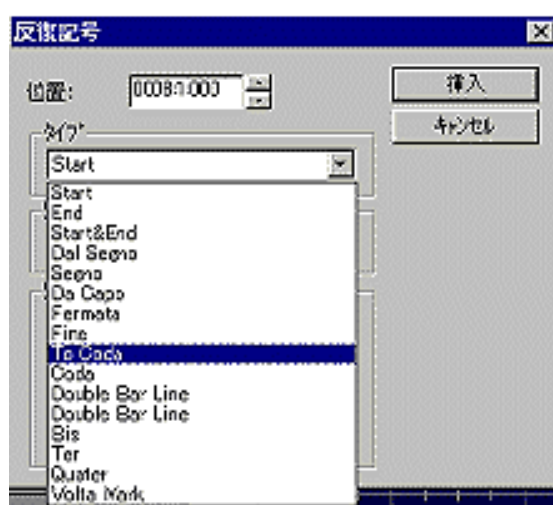 反復記号
位置: 0008:1:000
挿入
キャンセル
タイプ
Start
Start
End
Start&End
Dal Segno
Segno
Da Capo
Fermata
Fine
To Coda
Coda
Double Bar Line
Double Bar Line
Bis
Ter
Quater
Volta Mark